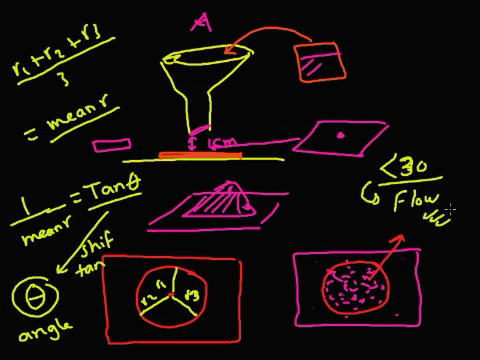 A
r1+r2+r3
3
= mean r
1cm
1
mean r
= Tanθ
<30
Flow
shif
tan
θ
angle
r1
r2
r3